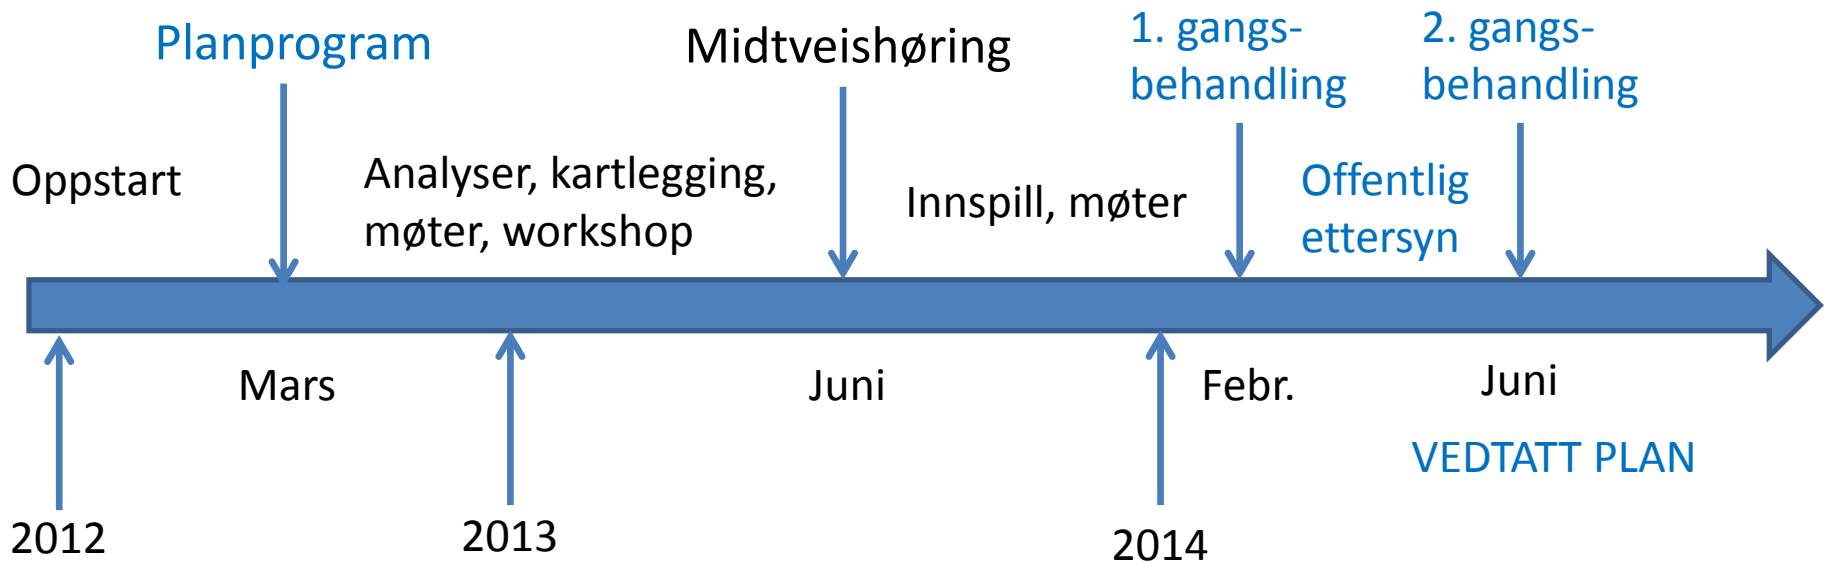 Planprogram
Midtveishøring
1. gangs-
behandling
2. gangs-
behandling
Oppstart
Analyser, kartlegging,
møter, workshop
Innspill, møter
Offentlig
ettersyn
Mars
Juni
Febr.
Juni
VEDTATT PLAN
2012
2013
2014